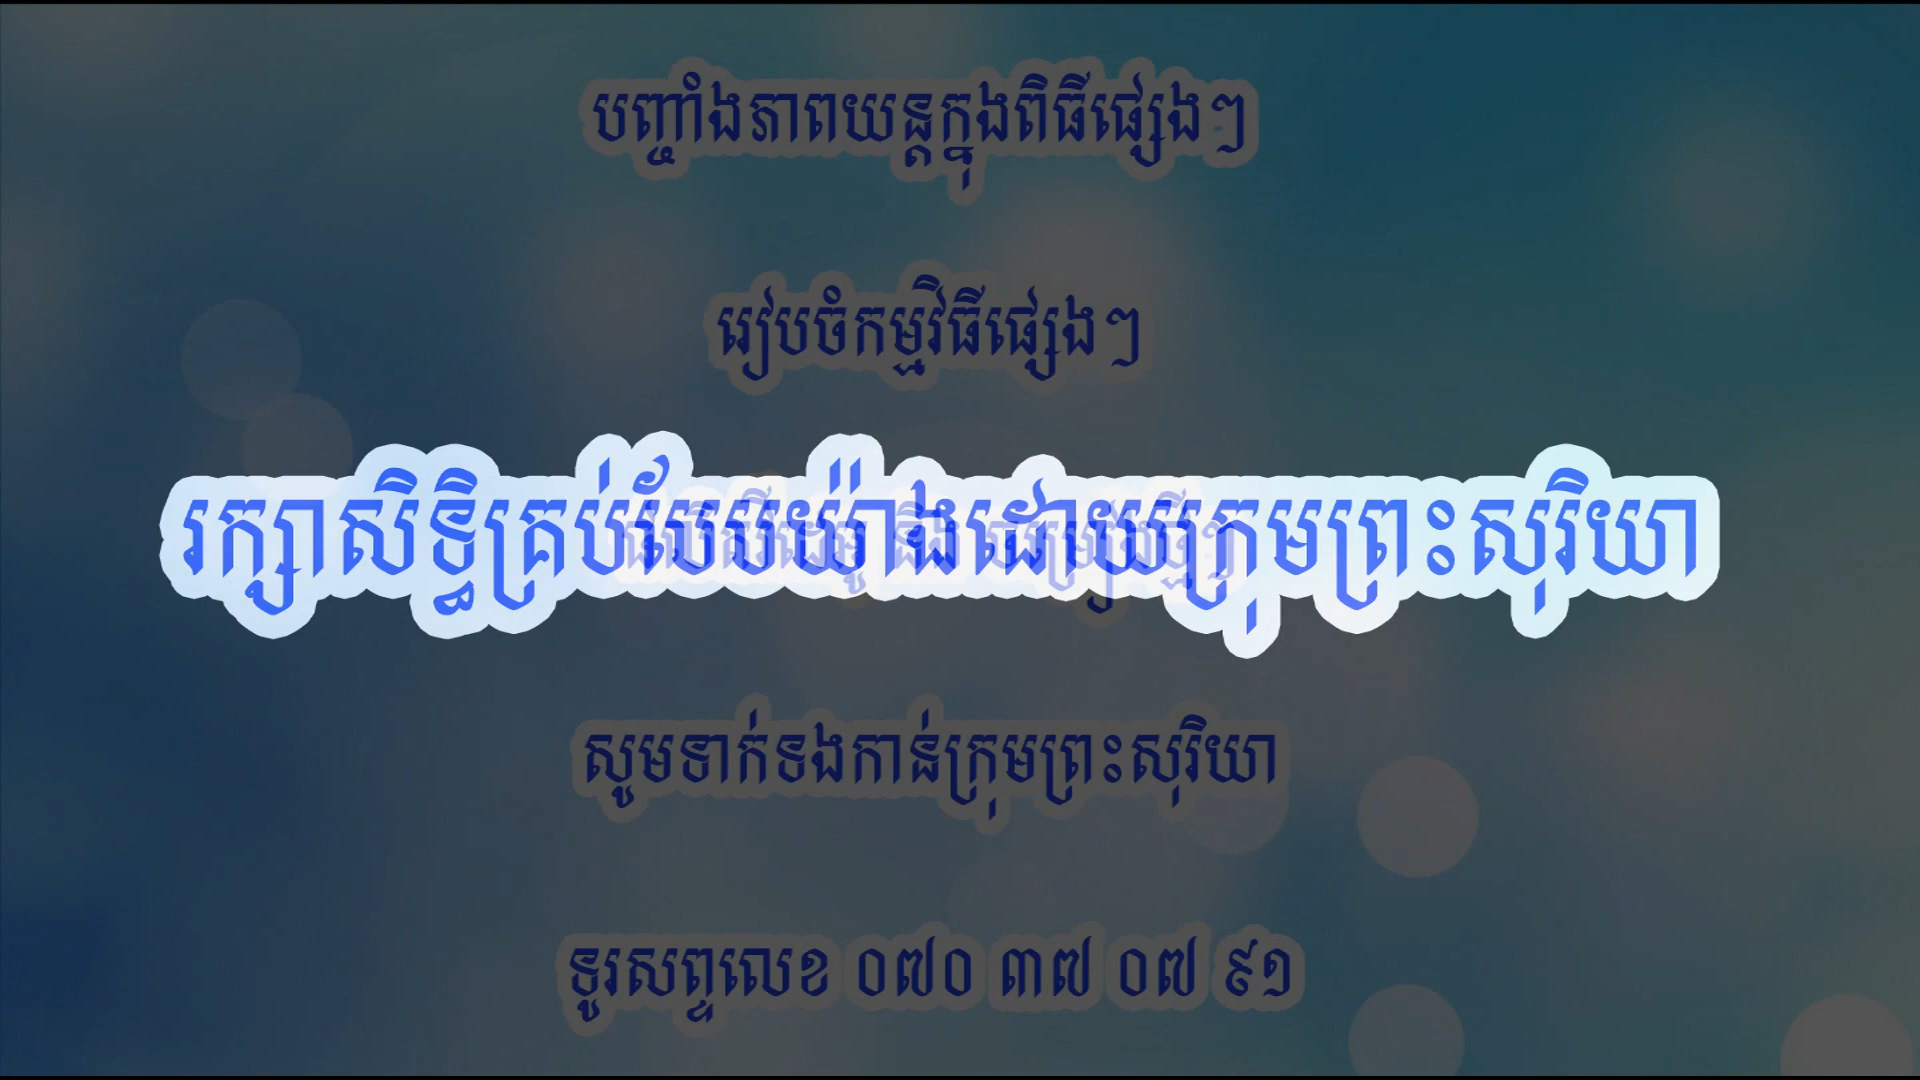 បញ្ចាំងភាពយន្តក្នុងពិធីផ្សេងៗ
រៀបចំកម្មវិធីផ្សេងៗ
រក្សាសិទ្ធិគ្រប់បែបយ៉ាងដោយក្រុមព្រះសុរិយា
សូមទាក់ទងកាន់ក្រុមព្រះសុរិយា
ទូរសព្ទលេខ ០៧០ ៣៧ ០៧ ៩១